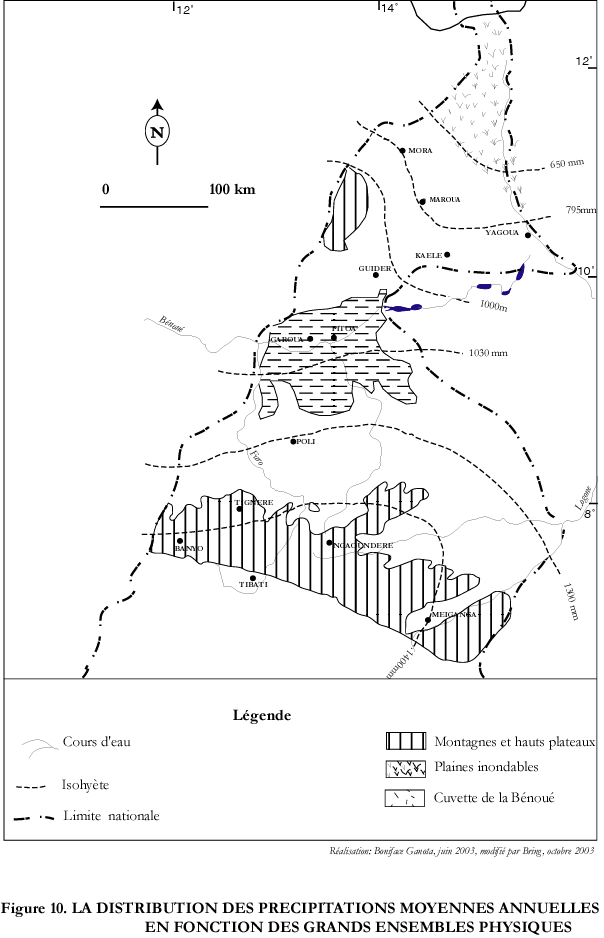 12°
14°
12°
N
650 mm
MORA
0 100 km
MAROUA
795mm
YAGOUA
KAELE
GUIDER
10°
1000m
Bénoué
PITOA
GAROUA
1030 mm
POLI
Faro
Logone
TIGNERE
8°
BANYO
NGAOUNDERE
TIBATI
1300 mm
MEIGANGA
1400mm
Légende
Cours d'eau
Isohyète
Limite nationale
Montagnes et hauts plateaux
Plaines inondables
Cuvette de la Bénoué
Réalisation: Boniface Ganota, juin 2003, modifié par Bring, octobre 2003
Figure 10. LA DISTRIBUTION DES PRECIPITATIONS MOYENNES ANNUELLES
EN FONCTION DES GRANDS ENSEMBLES PHYSIQUES